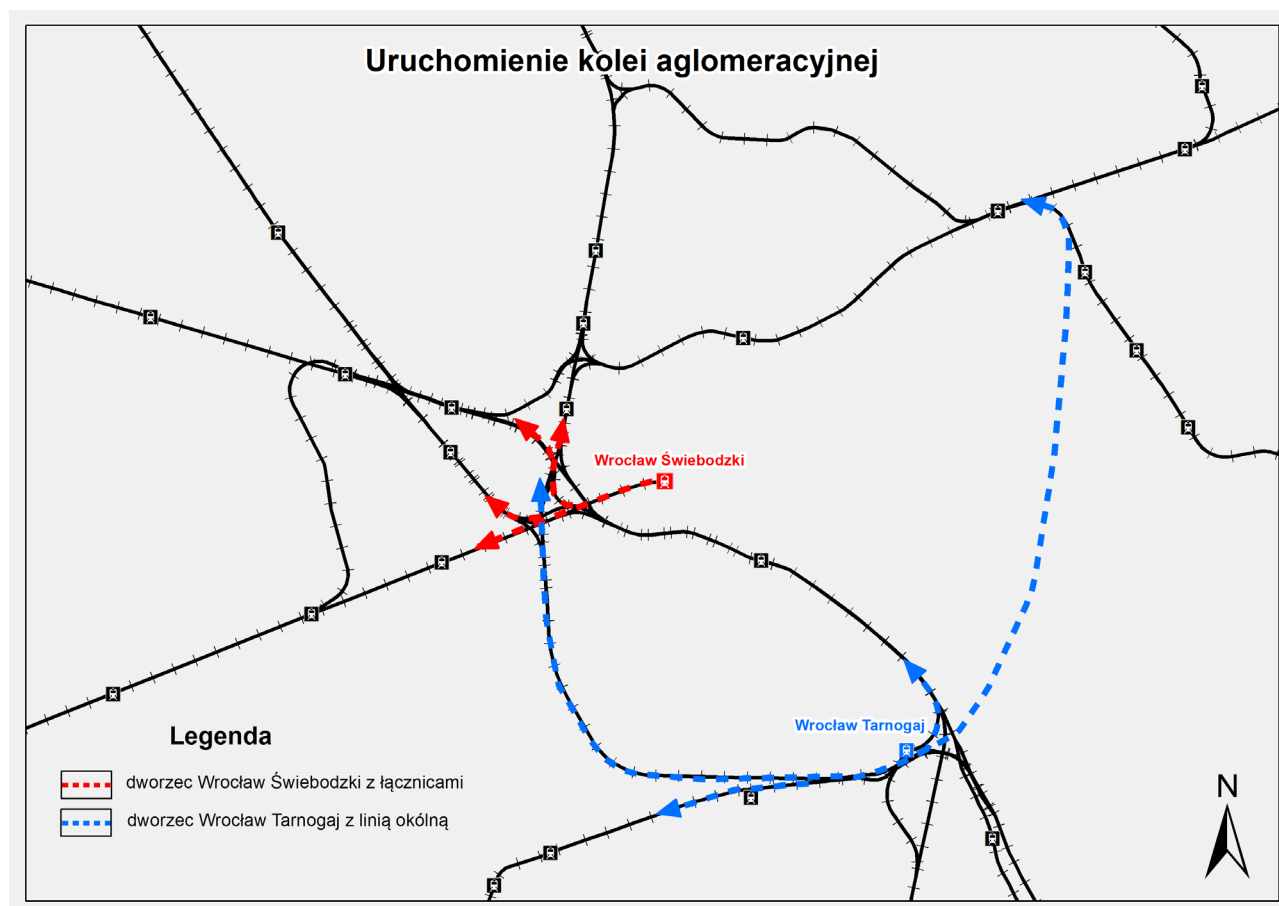 Uruchomienie kolei aglomeracyjnej
Wrocław Świebodzki
Wrocław Tarnogaj
Legenda
dworzec Wrocław Świebodzki z łącznicami
dworzec Wrocław Tarnogaj z linią okólną
N